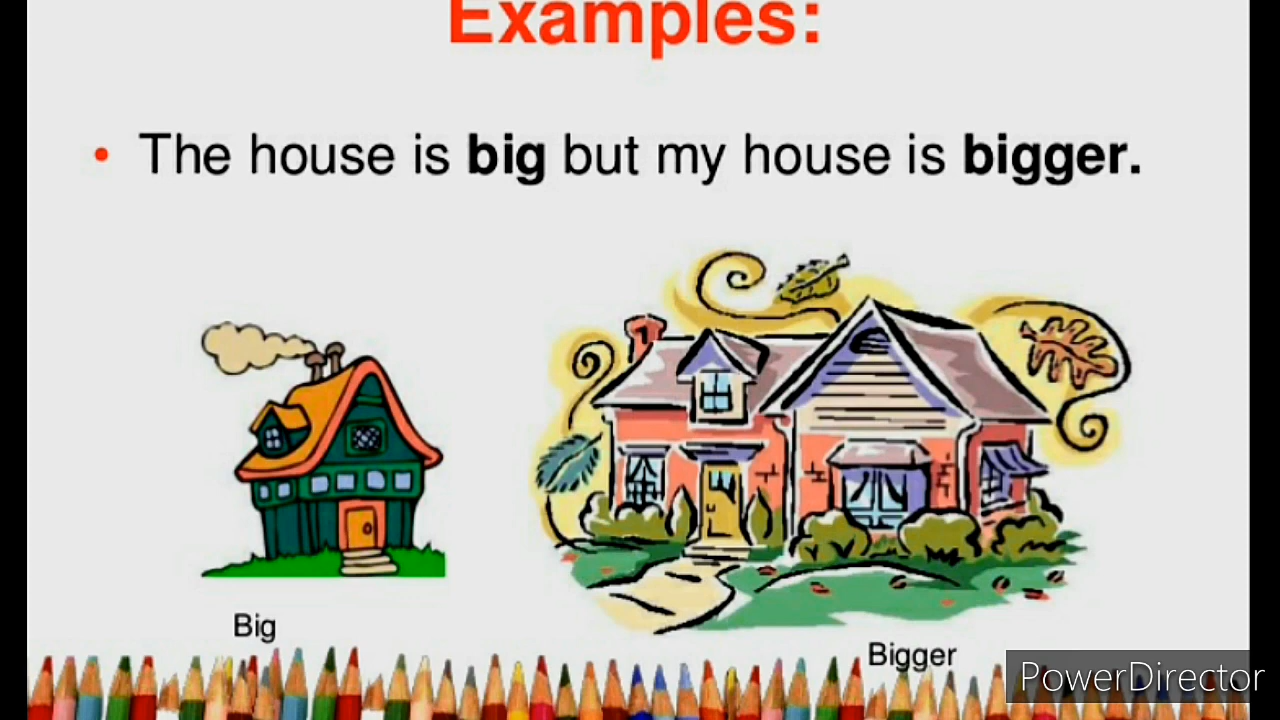 Examples:
• The house is big but my house is bigger.
Big
Bigger
PowerDirector